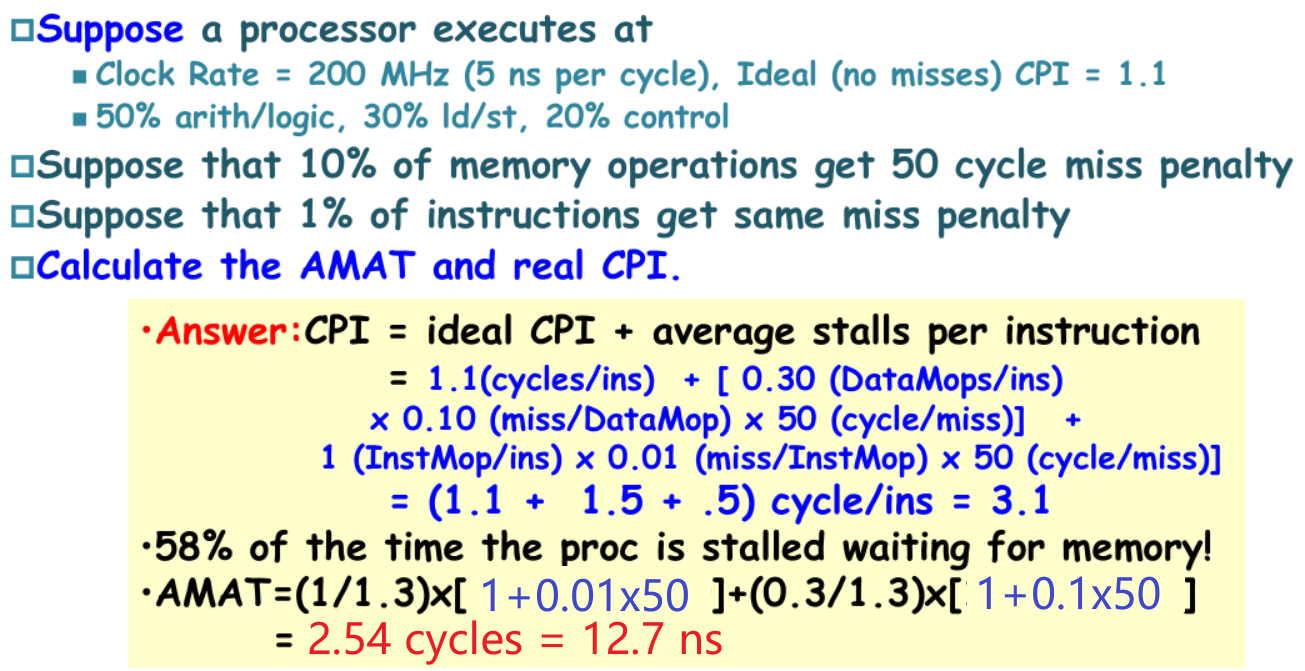 Suppose a processor executes at
Clock Rate = 200 MHz (5 ns per cycle), Ideal (no misses) CPI = 1.1
50% arith/logic, 30% ld/st, 20% control
Suppose that 10% of memory operations get 50 cycle miss penalty
Suppose that 1% of instructions get same miss penalty
Calculate the AMAT and real CPI.
•Answer:CPI = ideal CPI + average stalls per instruction
= 1.1(cycles/ins) + [ 0.30 (DataMops/ins)
x 0.10 (miss/DataMop) x 50 (cycle/miss)] +
1 (InstMop/ins) x 0.01 (miss/InstMop) x 50 (cycle/miss)]
= (1.1 + 1.5 + .5) cycle/ins = 3.1
•58% of the time the proc is stalled waiting for memory!
•AMAT=(1/1.3)x[ 1+0.01x50 ]+(0.3/1.3)x[ 1+0.1x50 ]
= 2.54 cycles = 12.7 ns